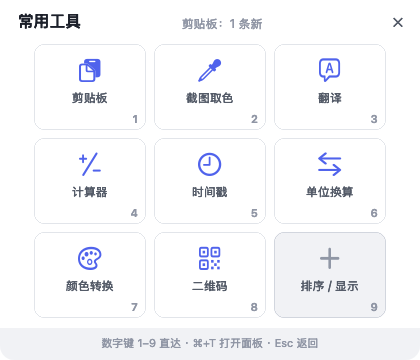 常用工具
剪贴板：1 条新
剪贴板
1
截图取色
2
翻译
3
计算器
4
时间戳
5
单位换算
6
颜色转换
7
二维码
8
排序 / 显示
9
数字键 1–9 直达 · ⌘+T 打开面板 · Esc 返回